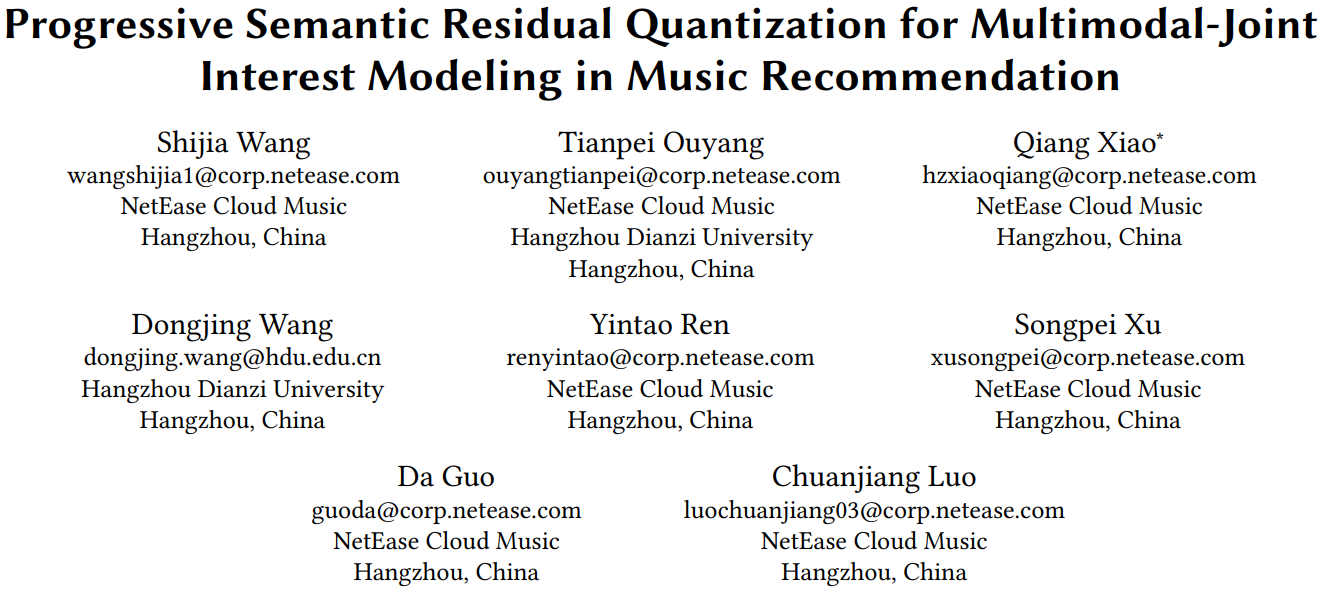 Progressive Semantic Residual Quantization for Multimodal-Joint
Interest Modeling in Music Recommendation
Shijia Wang
wangshijia1@corp.netease.com
NetEase Cloud Music
Hangzhou, China
Tianpei Ouyang
ouyangtianpei@corp.netease.com
NetEase Cloud Music
Hangzhou Dianzi University
Hangzhou, China
Qiang Xiao*
hzxiaoqiang@corp.netease.com
NetEase Cloud Music
Hangzhou, China
Dongjing Wang
dongjing.wang@hdu.edu.cn
Hangzhou Dianzi University
Hangzhou, China
Yintao Ren
renyintao@corp.netease.com
NetEase Cloud Music
Hangzhou, China
Songpei Xu
xusongpei@corp.netease.com
NetEase Cloud Music
Hangzhou, China
Da Guo
guoda@corp.netease.com
NetEase Cloud Music
Hangzhou, China
Chuanjiang Luo
luochuanjiang03@corp.netease.com
NetEase Cloud Music
Hangzhou, China